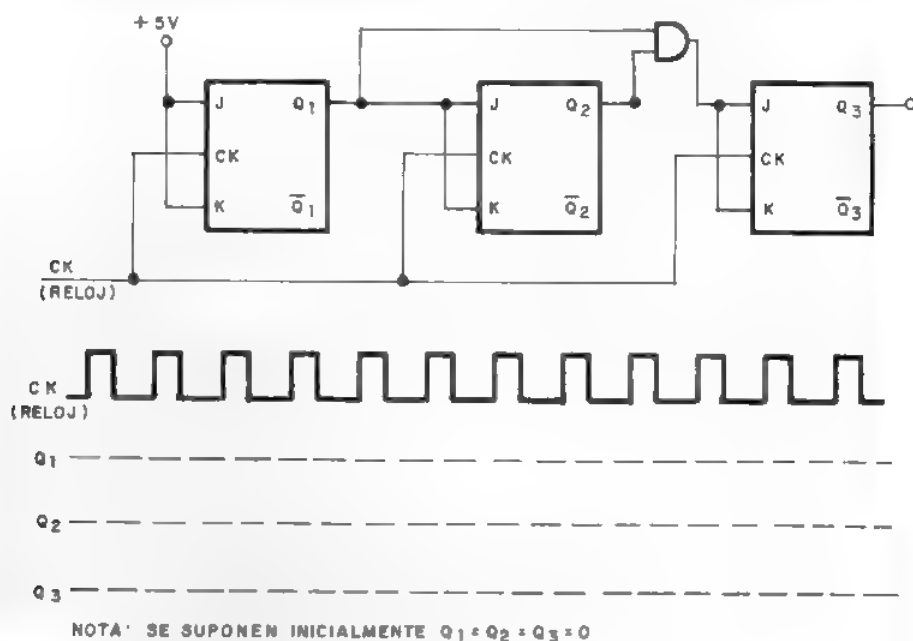 +5V
J Q1
CK
K Q̄1
J Q2
CK
K Q̄2
J Q3
CK
K Q̄3
CK
(RELOJ)
CK
(RELOJ)
Q1
Q2
Q3
NOTA: SE SUPONEN INICIALMENTE Q1=Q2=Q3=0